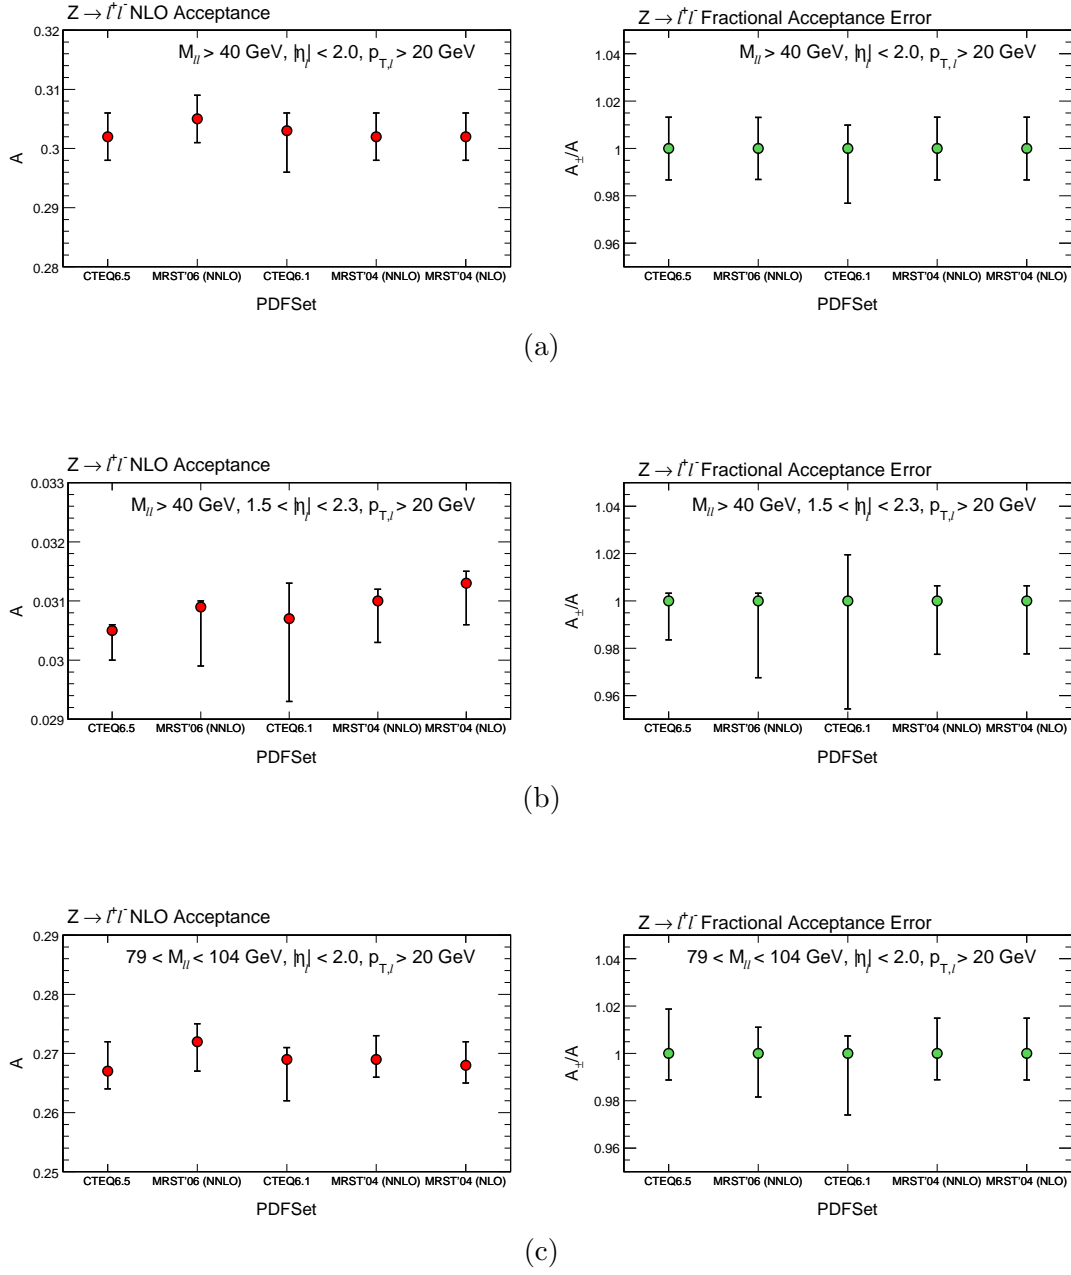 Z → l⁺l⁻ NLO Acceptance
M_ll > 40 GeV, |η_l| < 2.0, p_T,l > 20 GeV
0.32
0.31
0.3
0.29
0.28
A
CTEQ6.5 MRST'06 (NNLO) CTEQ6.1 MRST'04 (NNLO) MRST'04 (NLO)
PDFSet
Z → l⁺l⁻ Fractional Acceptance Error
M_ll > 40 GeV, |η_l| < 2.0, p_T,l > 20 GeV
1.04
1.02
1
0.98
0.96
A_±/A
CTEQ6.5 MRST'06 (NNLO) CTEQ6.1 MRST'04 (NNLO) MRST'04 (NLO)
PDFSet
(a)
Z → l⁺l⁻ NLO Acceptance
M_ll > 40 GeV, 1.5 < |η_l| < 2.3, p_T,l > 20 GeV
0.033
0.032
0.031
0.03
0.029
A
CTEQ6.5 MRST'06 (NNLO) CTEQ6.1 MRST'04 (NNLO) MRST'04 (NLO)
PDFSet
Z → l⁺l⁻ Fractional Acceptance Error
M_ll > 40 GeV, 1.5 < |η_l| < 2.3, p_T,l > 20 GeV
1.04
1.02
1
0.98
0.96
A_±/A
CTEQ6.5 MRST'06 (NNLO) CTEQ6.1 MRST'04 (NNLO) MRST'04 (NLO)
PDFSet
(b)
Z → l⁺l⁻ NLO Acceptance
79 < M_ll < 104 GeV, |η_l| < 2.0, p_T,l > 20 GeV
0.29
0.28
0.27
0.26
0.25
A
CTEQ6.5 MRST'06 (NNLO) CTEQ6.1 MRST'04 (NNLO) MRST'04 (NLO)
PDFSet
Z → l⁺l⁻ Fractional Acceptance Error
79 < M_ll < 104 GeV, |η_l| < 2.0, p_T,l > 20 GeV
1.04
1.02
1
0.98
0.96
A_±/A
CTEQ6.5 MRST'06 (NNLO) CTEQ6.1 MRST'04 (NNLO) MRST'04 (NLO)
PDFSet
(c)